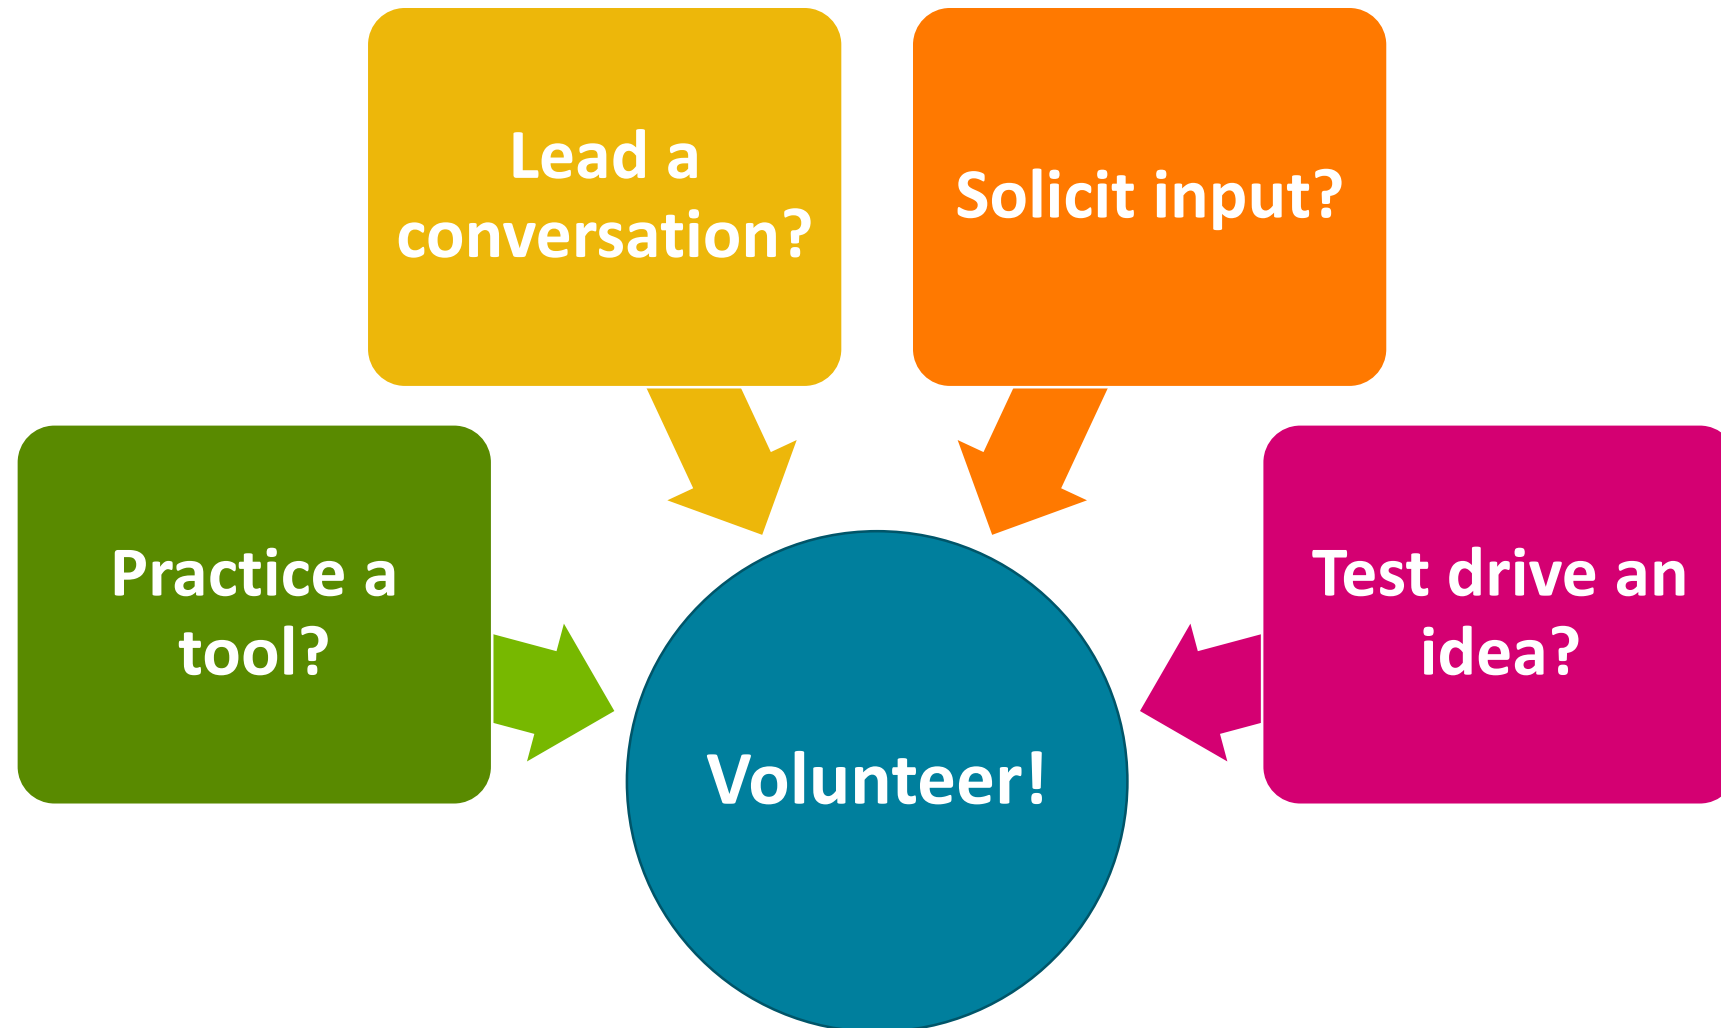 Lead a
conversation?
Solicit input?
Practice a
tool?
Test drive an
idea?
Volunteer!